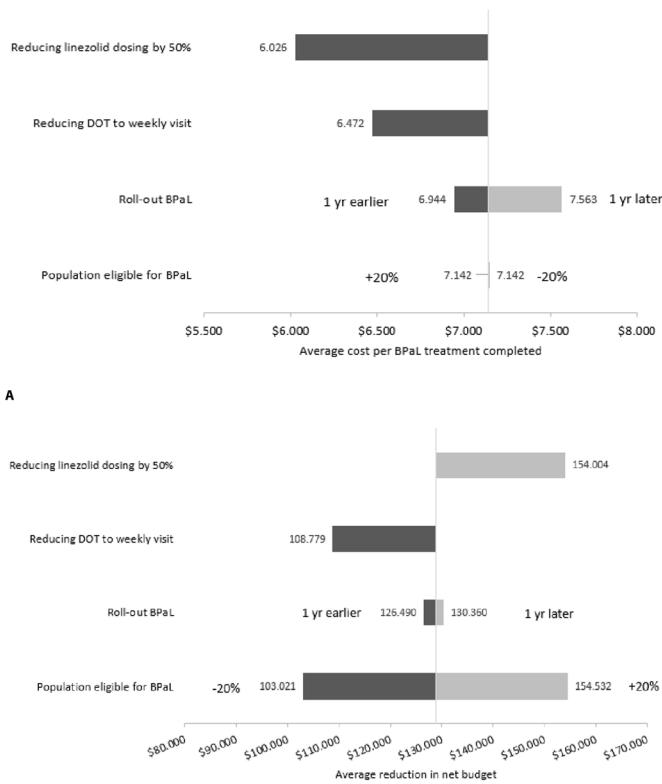 Reducing linezolid dosing by 50%
6.026
Reducing DOT to weekly visit
6.472
Roll-out BPaL
1 yr earlier
6.944
7.563
1 yr later
Population eligible for BPaL
+20%
7.142
7.142
-20%
$5.500 $6.000 $6.500 $7.000 $7.500 $8.000
Average cost per BPaL treatment completed
A
Reducing linezolid dosing by 50%
154.004
Reducing DOT to weekly visit
108.779
Roll-out BPaL
1 yr earlier
126.490
130.360
1 yr later
Population eligible for BPaL
-20%
103.021
154.532
+20%
$80.000 $90.000 $100.000 $110.000 $120.000 $130.000 $140.000 $150.000 $160.000 $170.000
Average reduction in net budget